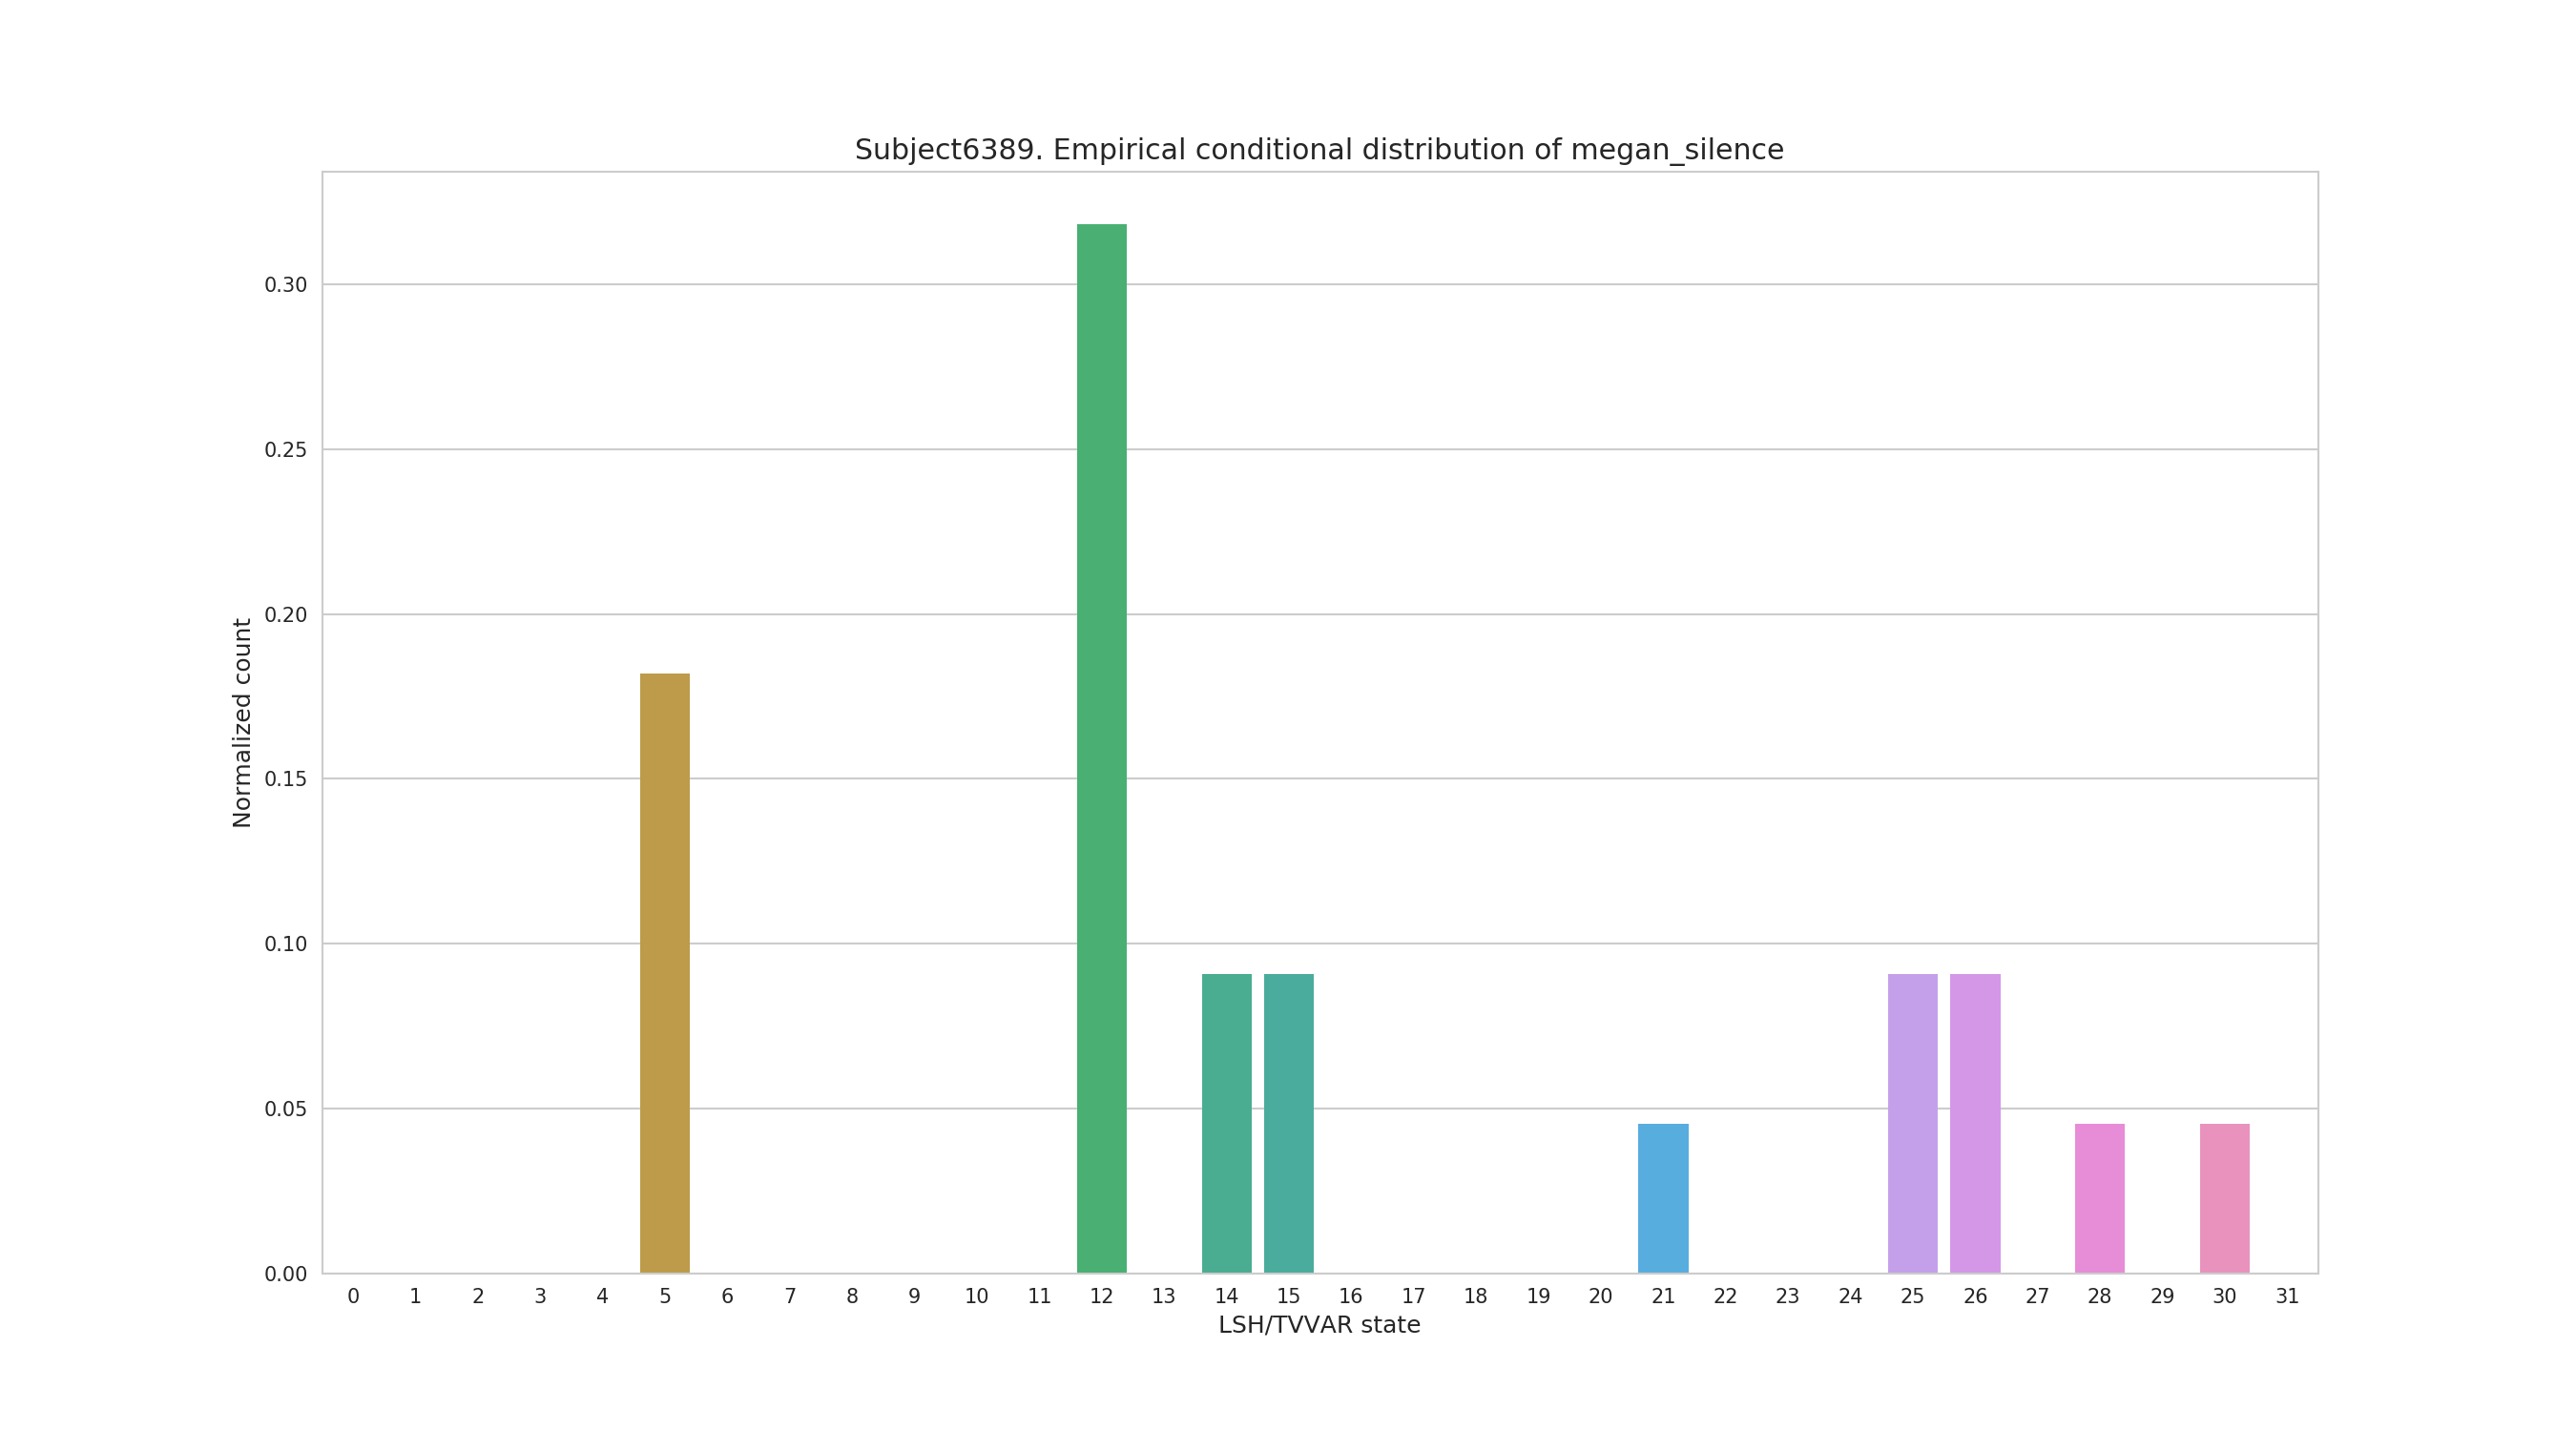 Subject6389. Empirical conditional distribution of megan_silence
Normalized count
0.30
0.25
0.20
0.15
0.10
0.05
0.00
0 1 2 3 4 5 6 7 8 9 10 11 12 13 14 15 16 17 18 19 20 21 22 23 24 25 26 27 28 29 30 31
LSH/TVVAR state